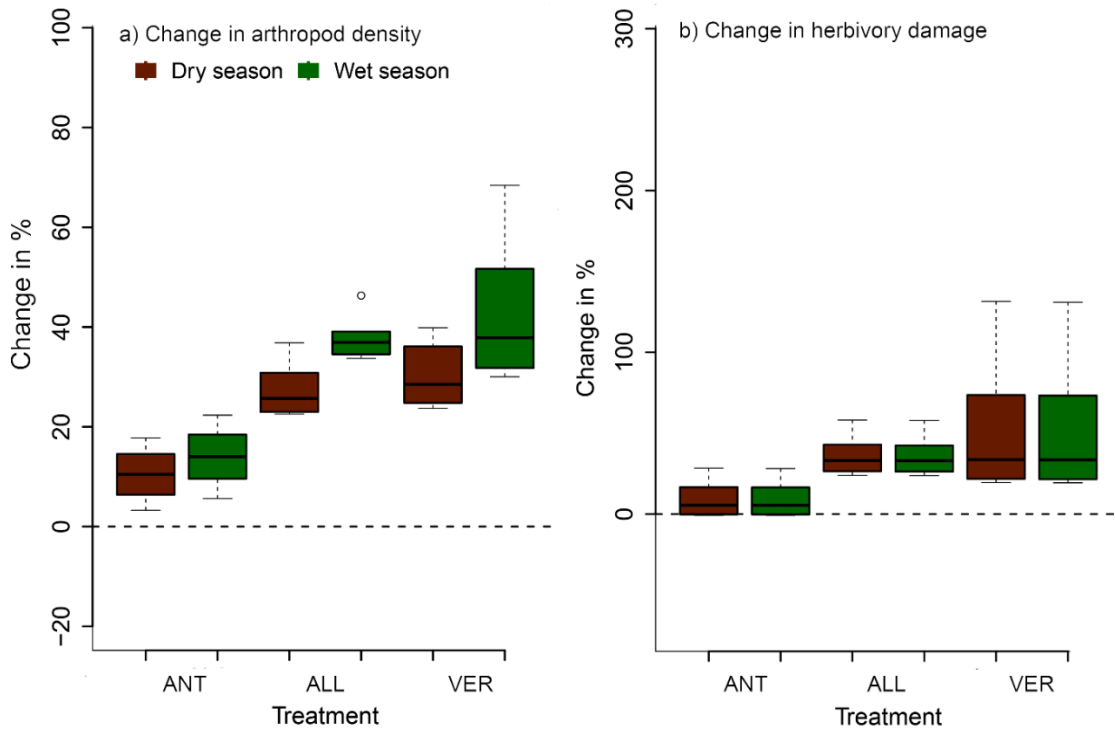 a) Change in arthropod density
Dry season Wet season
Change in %
100
80
60
40
20
0
−20
ANT ALL VER
Treatment
b) Change in herbivory damage
Change in %
300
200
100
0
ANT ALL VER
Treatment